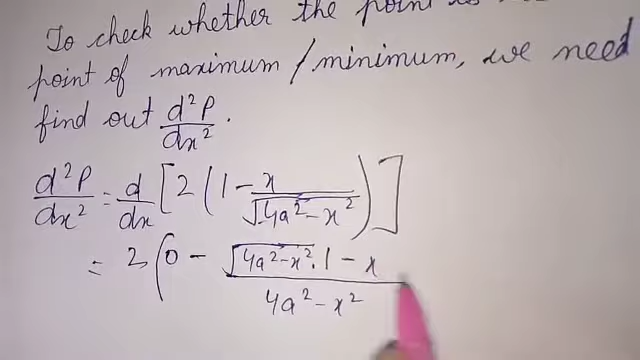 To check whether the point is
point of maximum/minimum, we need
find out d²P/dx².
d²P/dx² = d/dx [2(1 - x/√(4a²-x²))]
= 2(0 - (√(4a²-x²).1 - x)/(4a²-x²)